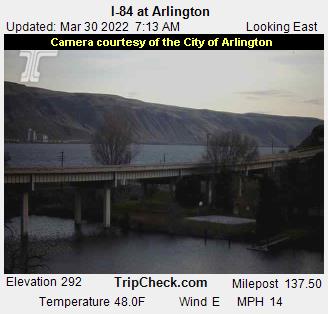 I-84 at Arlington
Updated: Mar 30 2022 7:13 AM Looking East
Camera courtesy of the City of Arlington
Elevation 292 TripCheck.com Milepost 137.50
Temperature 48.0F Wind E MPH 14